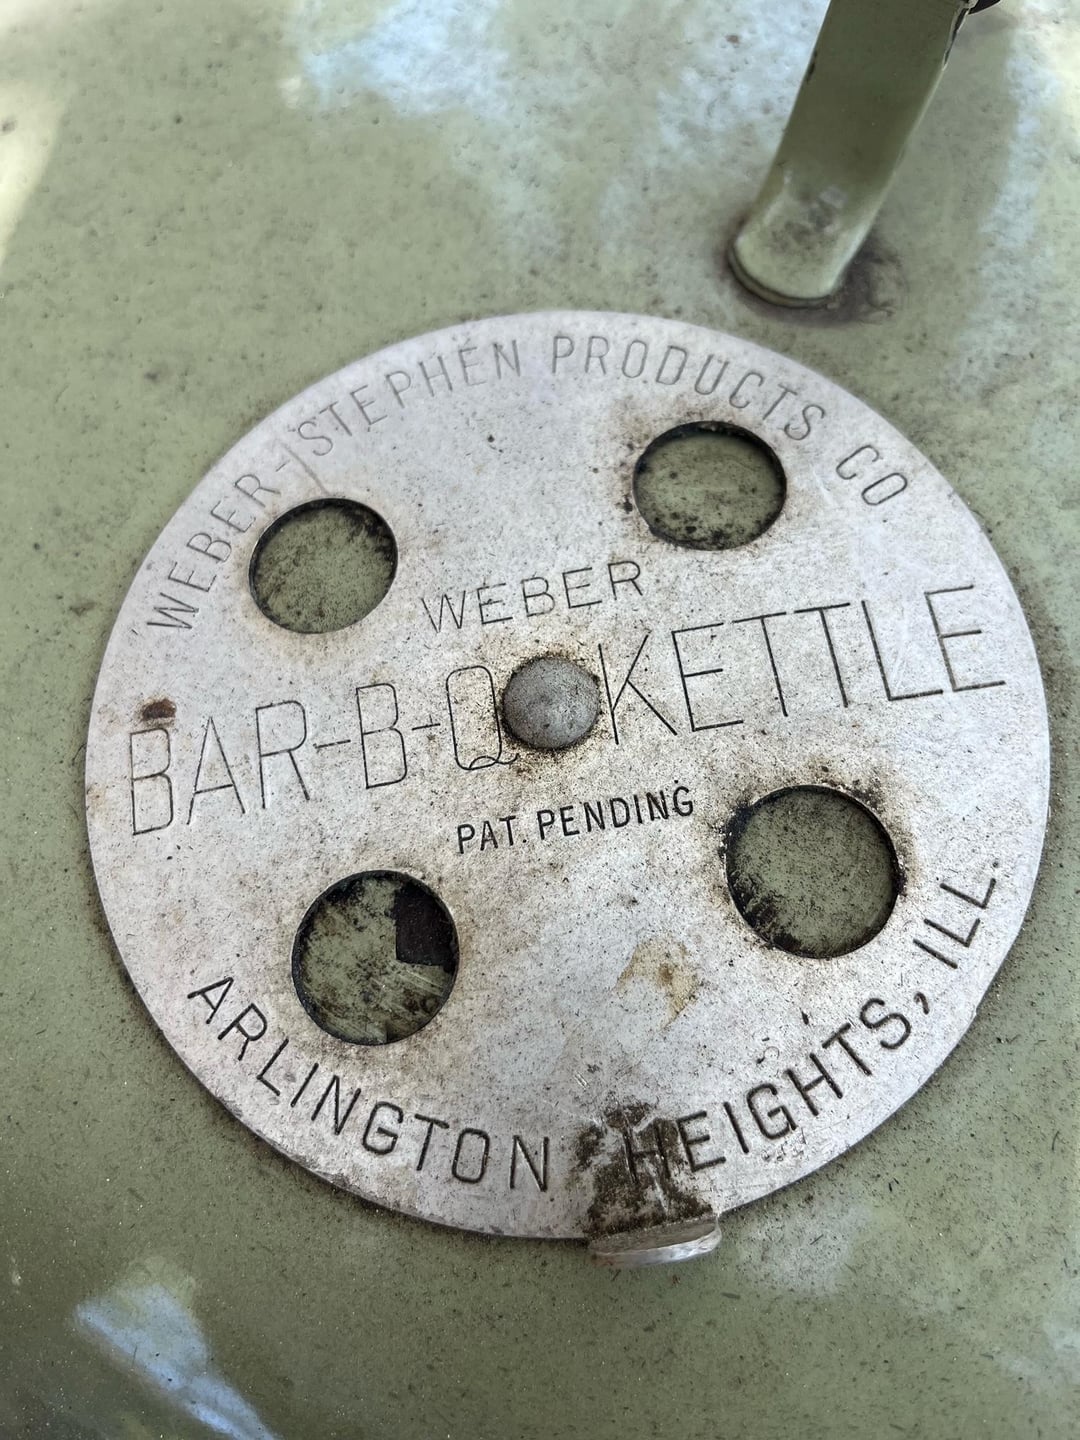 WEBER-STEPHEN PRODUCTS CO
WEBER
BAR-B-Q KETTLE
PAT. PENDING
ARLINGTON HEIGHTS, ILL.